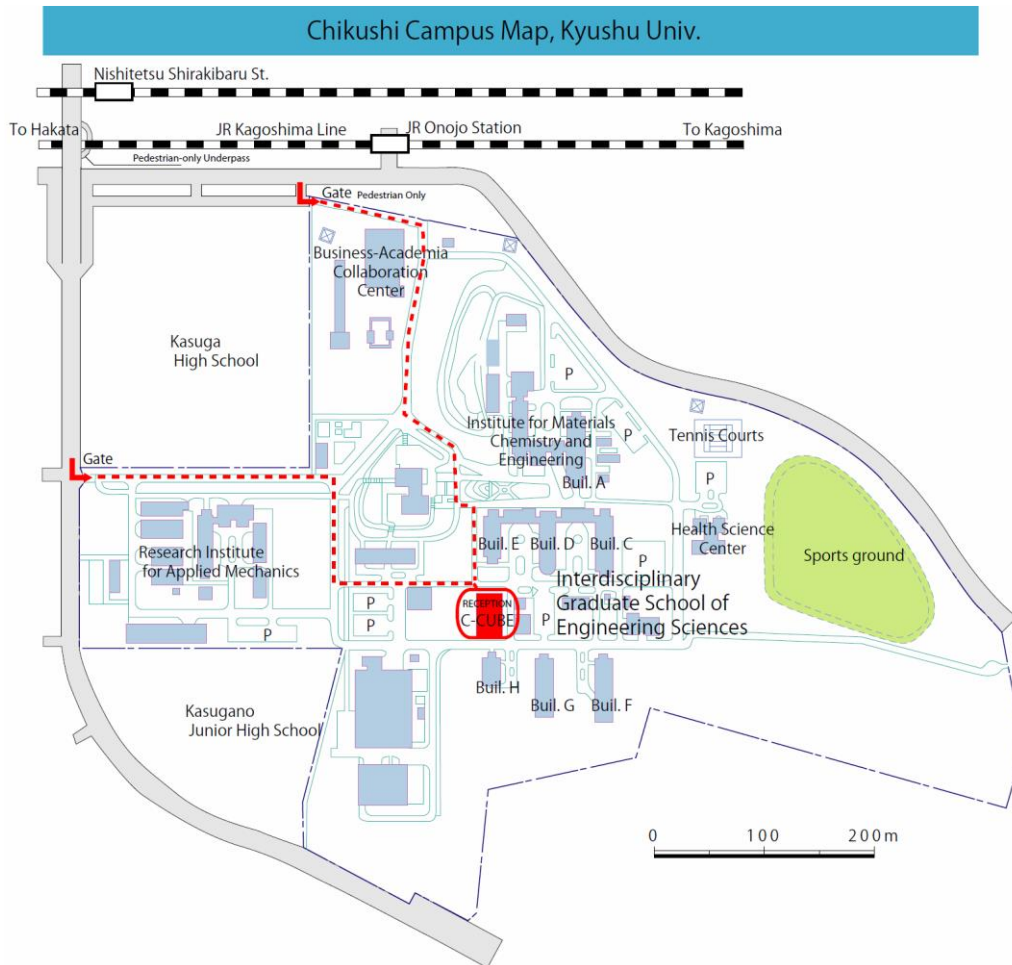 Chikushi Campus Map, Kyushu Univ.
Nishitetsu Shirakibaru St.
To Hakata
JR Kagoshima Line
JR Onojo Station
To Kagoshima
Pedestrian-only Underpass
Gate Pedestrian Only
Business-Academia
Collaboration
Center
Kasuga
High School
P
Institute for Materials
Chemistry and
Engineering
P
Tennis Courts
Gate
P
Buil. A
Research Institute
for Applied Mechanics
Buil. E
Buil. D
Buil. C
Health Science
Center
Sports ground
P
Interdisciplinary
Graduate School of
Engineering Sciences
P
P
P
RECEPTION
C-CUBE
P
Buil. H
Buil. G
Buil. F
Kasugano
Junior High School
0 100 200m